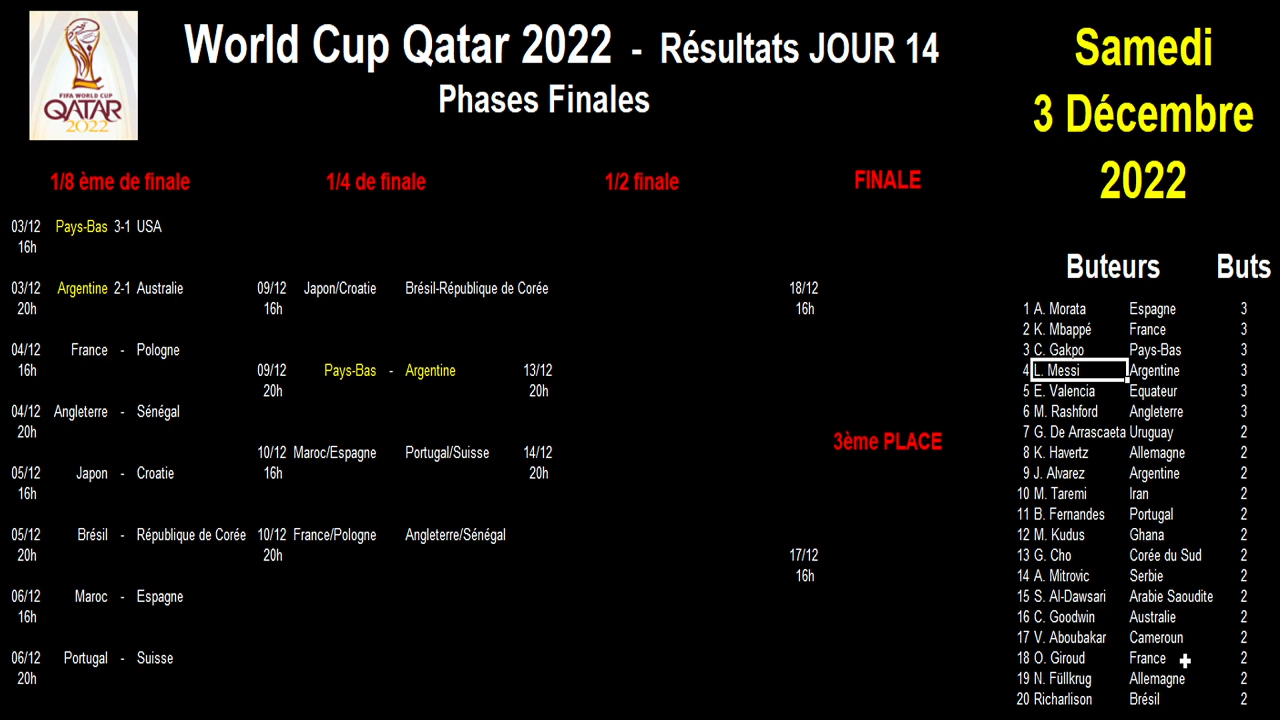 FIFA WORLD CUP
QATAR
2022
World Cup Qatar 2022 - Résultats JOUR 14
Phases Finales
Samedi
3 Décembre
2022
1/8 ème de finale
1/4 de finale
1/2 finale
FINALE
03/12 Pays-Bas 3-1 USA
16h
03/12 Argentine 2-1 Australie
20h
04/12 France - Pologne
16h
04/12 Angleterre - Sénégal
20h
05/12 Japon - Croatie
16h
05/12 Brésil - République de Corée
20h
06/12 Maroc - Espagne
16h
06/12 Portugal - Suisse
20h
09/12 Japon/Croatie Brésil-République de Corée
16h
09/12 Pays-Bas - Argentine
20h
10/12 Maroc/Espagne Portugal/Suisse
16h
10/12 France/Pologne Angleterre/Sénégal
20h
13/12
20h
14/12
20h
18/12
16h
3ème PLACE
17/12
16h
Buteurs Buts
1 A. Morata Espagne 3
2 K. Mbappé France 3
3 C. Gakpo Pays-Bas 3
4 L. Messi Argentine 3
5 E. Valencia Equateur 3
6 M. Rashford Angleterre 3
7 G. De Arrascaeta Uruguay 2
8 K. Havertz Allemagne 2
9 J. Alvarez Argentine 2
10 M. Taremi Iran 2
11 B. Fernandes Portugal 2
12 M. Kudus Ghana 2
13 G. Cho Corée du Sud 2
14 A. Mitrovic Serbie 2
15 S. Al-Dawsari Arabie Saoudite 2
16 C. Goodwin Australie 2
17 V. Aboubakar Cameroun 2
18 O. Giroud France 2
19 N. Füllkrug Allemagne 2
20 Richarlison Brésil 2